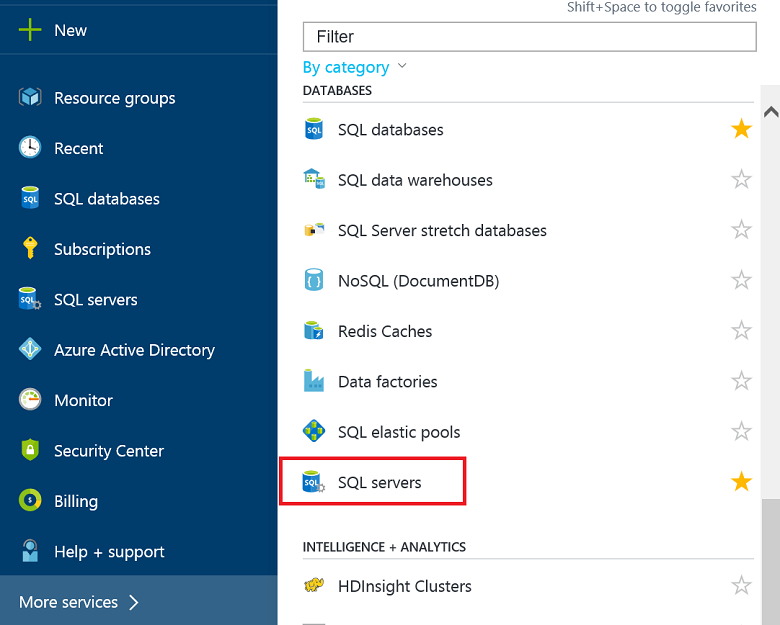 New
Resource groups
Recent
SQL databases
Subscriptions
SQL servers
Azure Active Directory
Monitor
Security Center
Billing
Help + support
More services
Shift+Space to toggle favorites
Filter
By category
DATABASES
SQL databases
SQL data warehouses
SQL Server stretch databases
NoSQL (DocumentDB)
Redis Caches
Data factories
SQL elastic pools
SQL servers
INTELLIGENCE + ANALYTICS
HDInsight Clusters